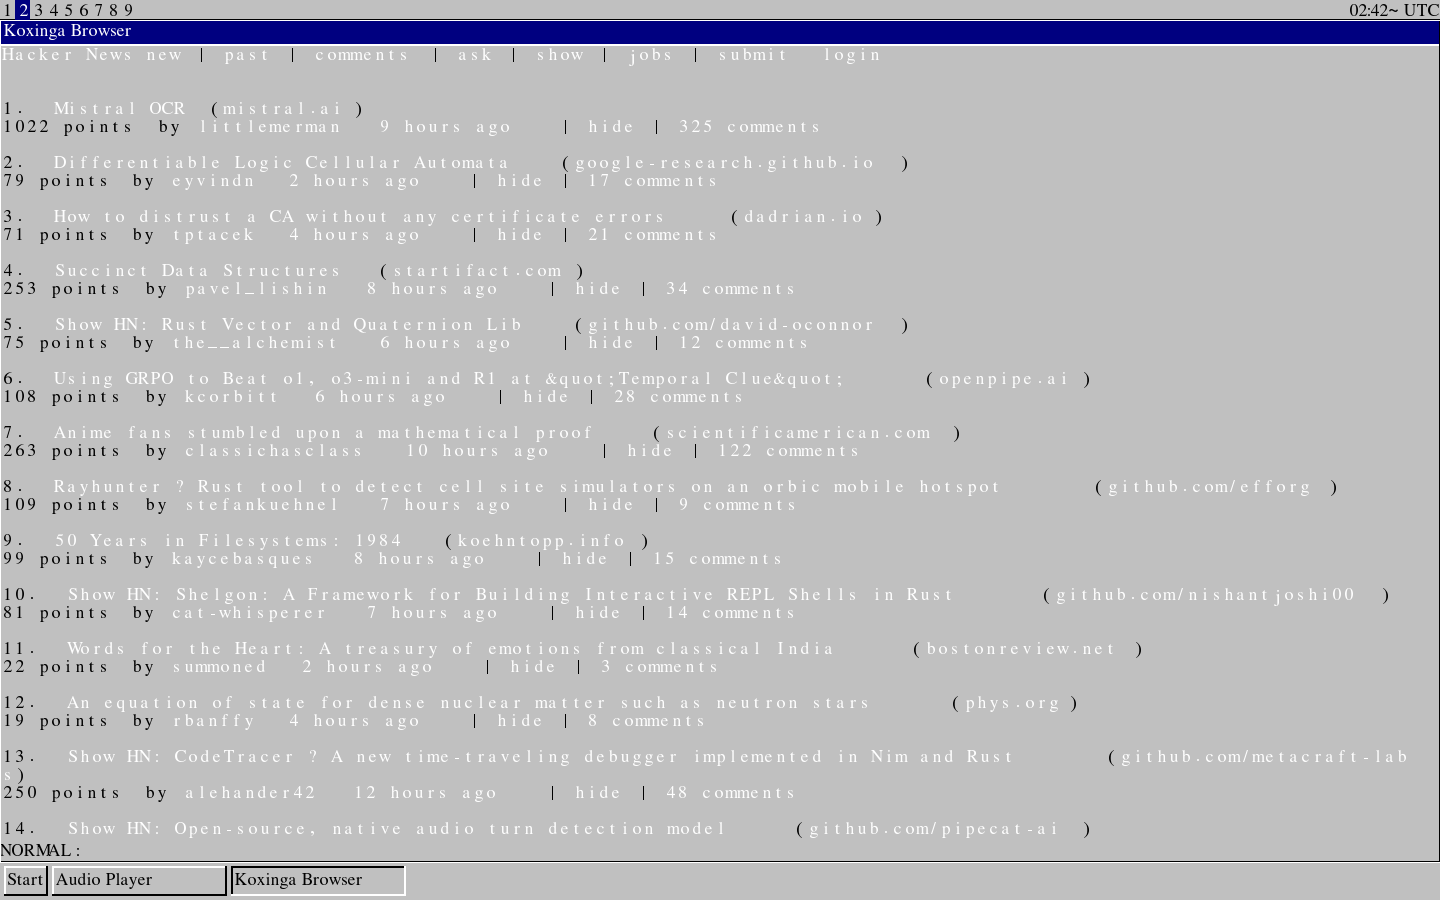 1 2 3 4 5 6 7 8 9 02:42~ UTC
Koxinga Browser
Hacker News new | past | comments | ask | show | jobs | submit login
1. Mistral OCR (mistral.ai )
1022 points by littlemerman 9 hours ago | hide | 325 comments
2. Differentiable Logic Cellular Automata (google-research.github.io )
79 points by eyvindn 2 hours ago | hide | 17 comments
3. How to distrust a CA without any certificate errors (dadrian.io )
71 points by tptacek 4 hours ago | hide | 21 comments
4. Succinct Data Structures (startifact.com )
253 points by pavel_lishin 8 hours ago | hide | 34 comments
5. Show HN: Rust Vector and Quaternion Lib (github.com/david-oconnor )
75 points by the__alchemist 6 hours ago | hide | 12 comments
6. Using GRPO to Beat o1, o3-mini and R1 at &quot;Temporal Clue&quot; (openpipe.ai )
108 points by kcorbitt 6 hours ago | hide | 28 comments
7. Anime fans stumbled upon a mathematical proof (scientificamerican.com )
263 points by classichasclass 10 hours ago | hide | 122 comments
8. Rayhunter ? Rust tool to detect cell site simulators on an orbic mobile hotspot (github.com/efforg )
109 points by stefankuehnel 7 hours ago | hide | 9 comments
9. 50 Years in Filesystems: 1984 (koehntopp.info )
99 points by kaycebasques 8 hours ago | hide | 15 comments
10. Show HN: Shelgon: A Framework for Building Interactive REPL Shells in Rust (github.com/nishantjoshi00 )
81 points by cat-whisperer 7 hours ago | hide | 14 comments
11. Words for the Heart: A treasury of emotions from classical India (bostonreview.net )
22 points by summoned 2 hours ago | hide | 3 comments
12. An equation of state for dense nuclear matter such as neutron stars (phys.org )
19 points by rbanffy 4 hours ago | hide | 8 comments
13. Show HN: CodeTracer ? A new time-traveling debugger implemented in Nim and Rust (github.com/metacraft-lab
s)
250 points by alehander42 12 hours ago | hide | 48 comments
14. Show HN: Open-source, native audio turn detection model (github.com/pipecat-ai )
NORMAL:
Start Audio Player Koxinga Browser